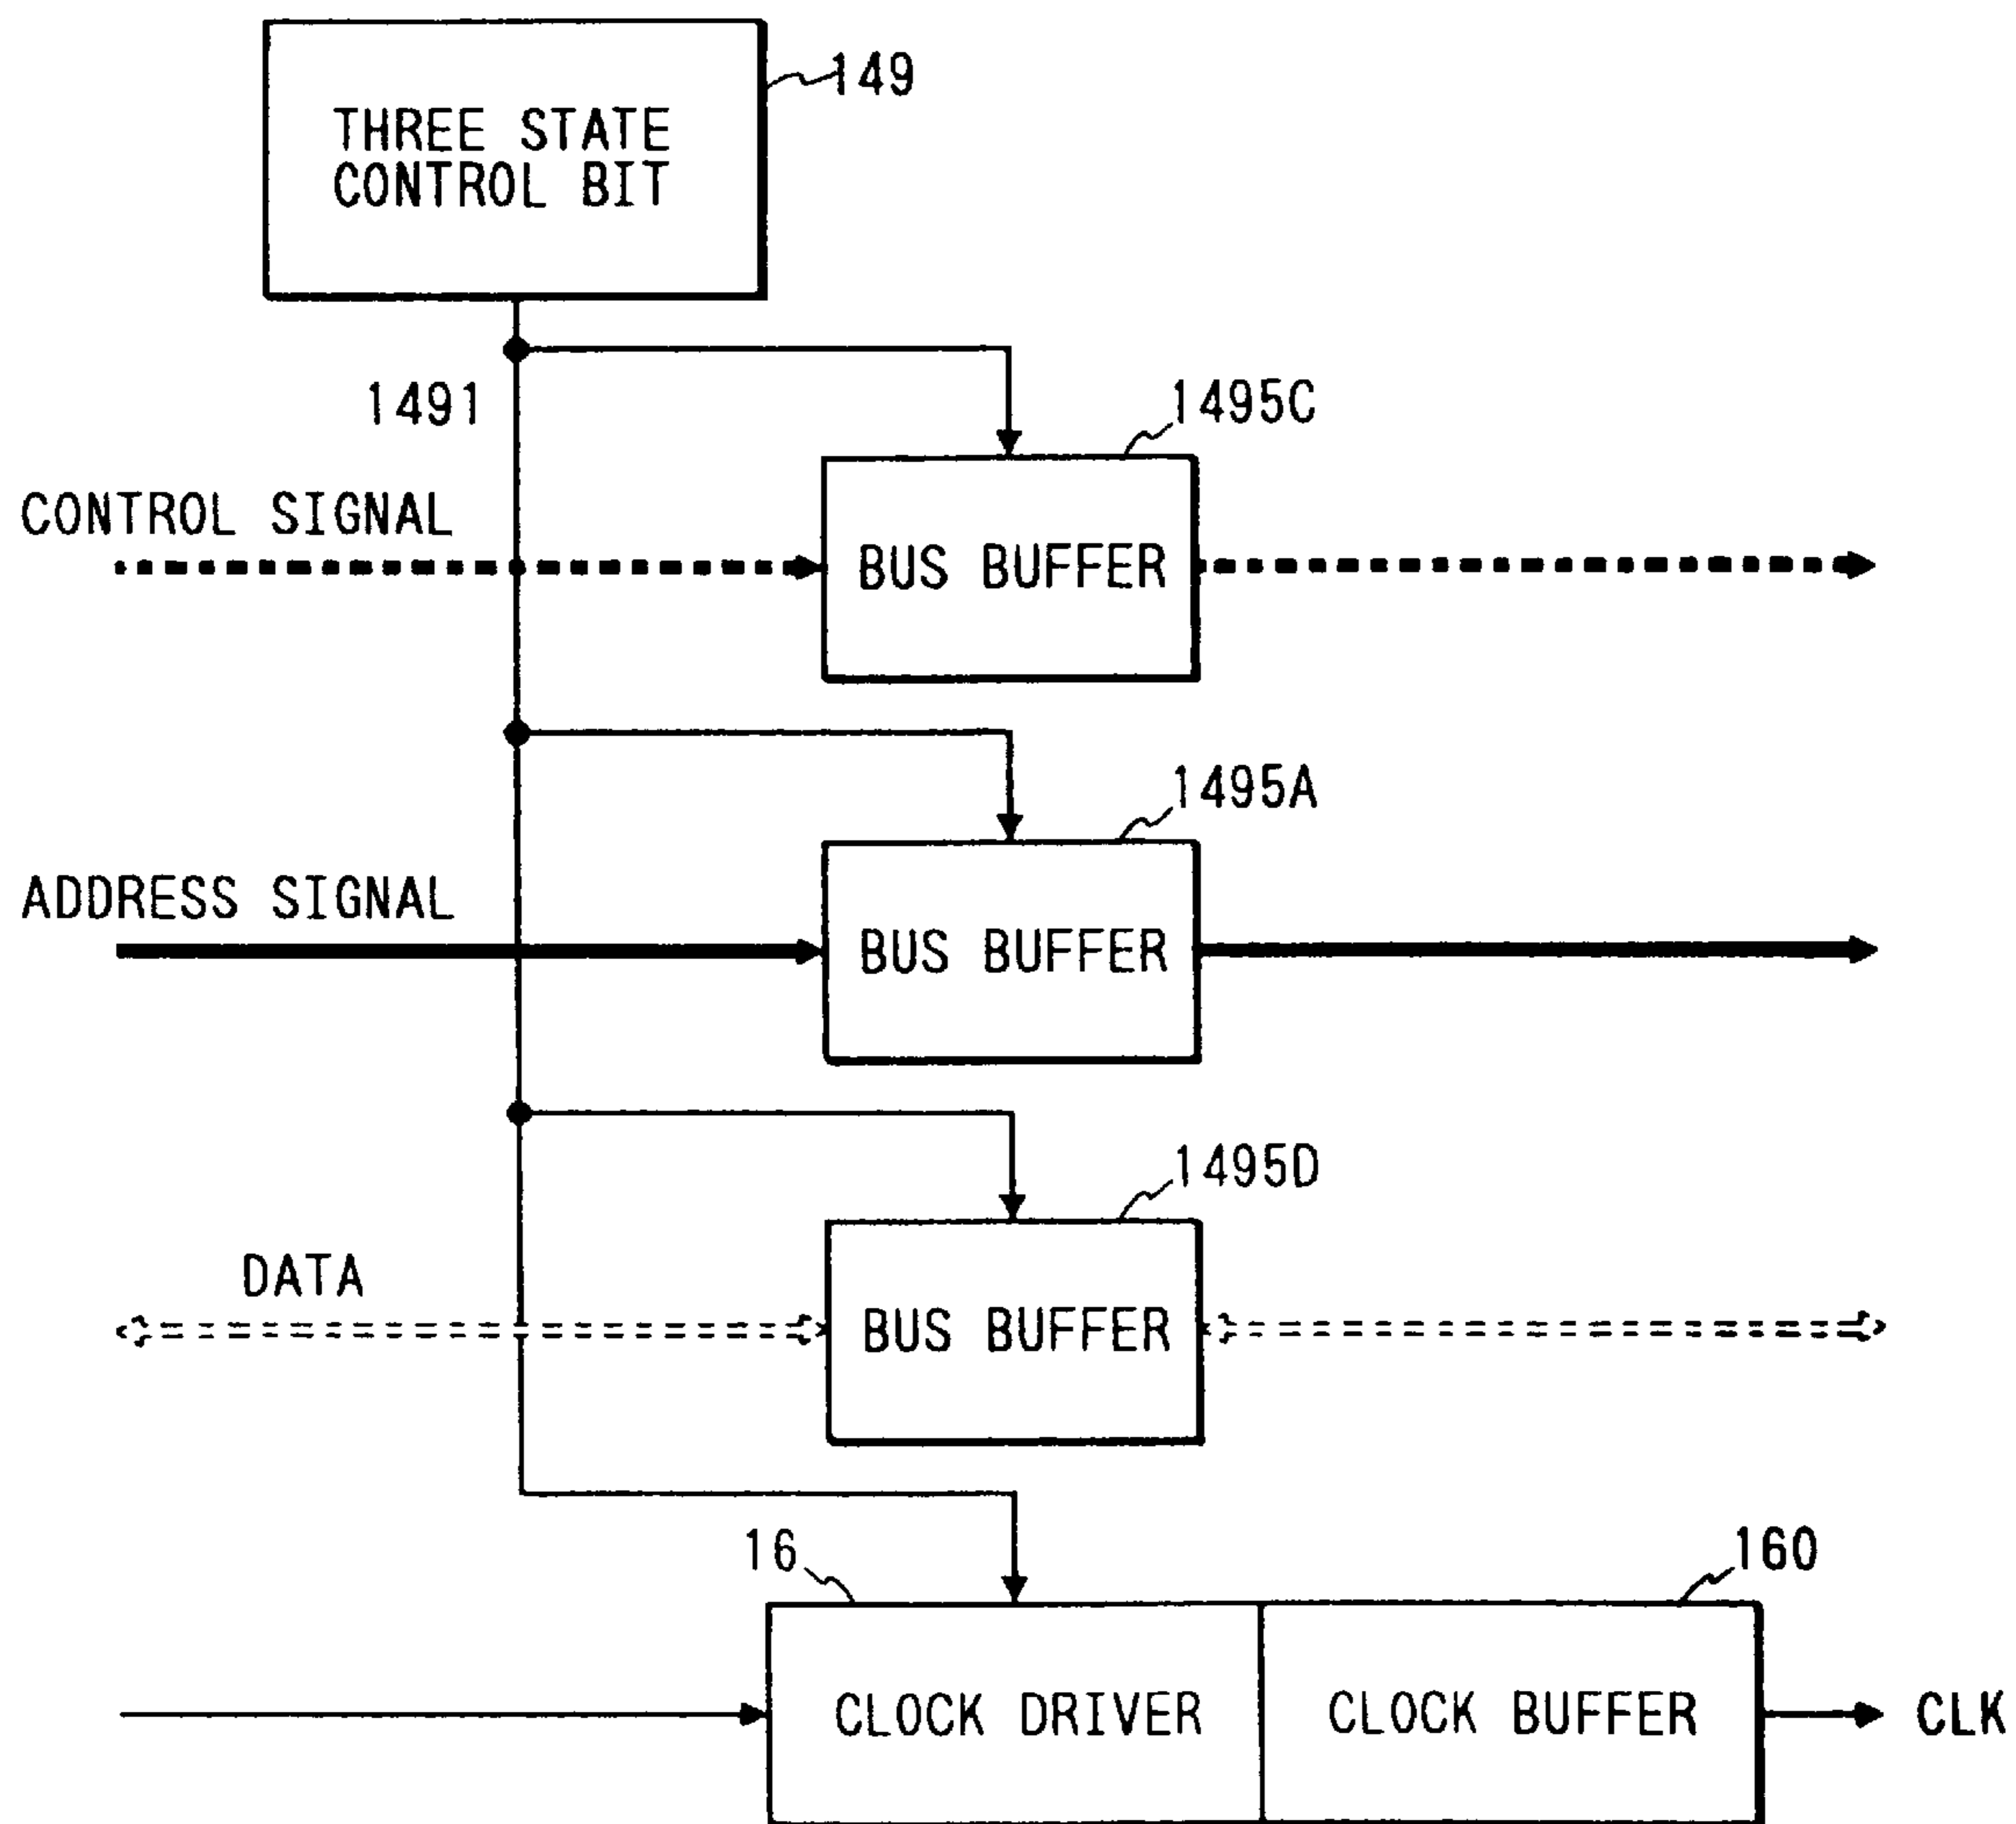 THREE STATE
CONTROL BIT
149
1491
1495C
CONTROL SIGNAL
BUS BUFFER
1495A
ADDRESS SIGNAL
BUS BUFFER
1495D
DATA
BUS BUFFER
16
160
CLOCK DRIVER
CLOCK BUFFER
CLK